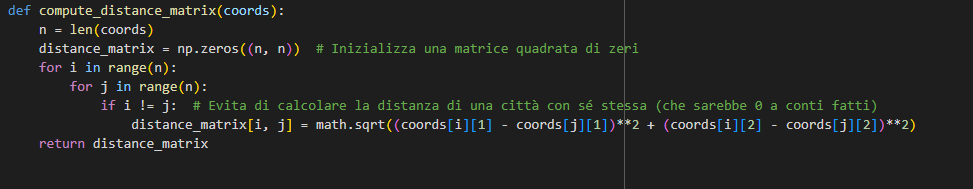 def compute_distance_matrix(coords):
    n = len(coords)
    distance_matrix = np.zeros((n, n))  # Inizializza una matrice quadrata di zeri
    for i in range(n):
        for j in range(n):
            if i != j:  # Evita di calcolare la distanza di una città con sé stessa (che sarebbe 0 a conti fatti)
                distance_matrix[i, j] = math.sqrt((coords[i][1] - coords[j][1])**2 + (coords[i][2] - coords[j][2])**2)
    return distance_matrix